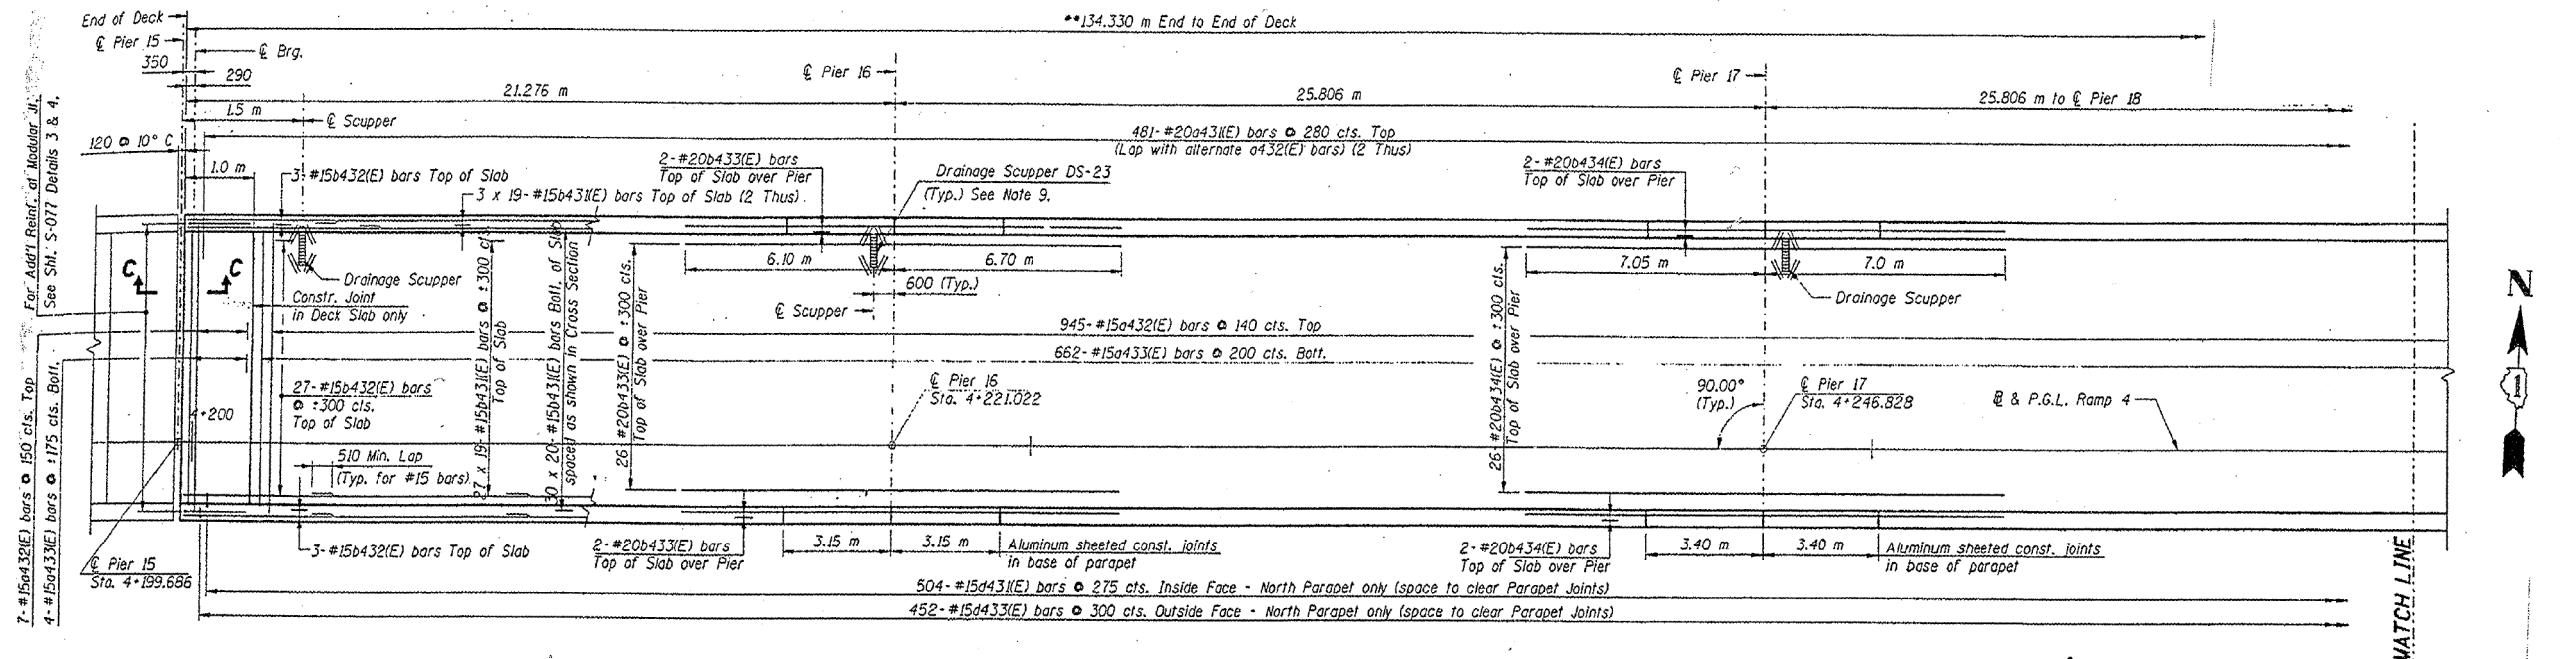 End of Deck
**134.330 m End to End of Deck
℄ Pier 15
℄ Brg.
350
290
℄ Pier 16
℄ Pier 17
21.276 m
25.806 m
25.806 m to ℄ Pier 18
1.5 m
℄ Scupper
120 @ 10° C
481-#20a431(E) bars @ 280 cts. Top
(Lap with alternate a432(E) bars) (2 Thus)
1.0 m
3-#15b432(E) bars Top of Slab
3 x 19-#15b431(E) bars Top of Slab (2 Thus)
2-#20b433(E) bars
Top of Slab over Pier
Drainage Scupper DS-23
(Typ.) See Note 9.
2-#20b434(E) bars
Top of Slab over Pier
For Add'l Reinf. at Modular Jt.
See Sht. S-077 Details 3 & 4.
C
C
Drainage Scupper
Constr. Joint
in Deck Slab only
6.10 m
6.70 m
600 (Typ.)
℄ Scupper
7.05 m
7.0 m
Drainage Scupper
N
945-#15a432(E) bars @ 140 cts. Top
662-#15a433(E) bars @ 200 cts. Bott.
27 x 19-#15b431(E) bars @ ±300 cts.
Top of Slab
30 x 20-#15b431(E) bars Bott. of Slab
spaced as shown in Cross Section
26-#20b433(E) @ ±300 cts.
Top of Slab over Pier
26-#20b434(E) @ ±300 cts.
Top of Slab over Pier
27-#15b432(E) bars
@ ±300 cts.
Top of Slab
4+200
℄ Pier 16
Sta. 4+221.022
90.00°
(Typ.)
℄ Pier 17
Sta. 4+246.828
℄ & P.G.L. Ramp 4
1
510 Min. Lap
(Typ. for #15 bars)
7-#15a432(E) bars @ 150 cts. Top
4-#15a433(E) bars @ ±175 cts. Bott.
3-#15b432(E) bars Top of Slab
2-#20b433(E) bars
Top of Slab over Pier
3.15 m
3.15 m
Aluminum sheeted const. joints
in base of parapet
2-#20b434(E) bars
Top of Slab over Pier
3.40 m
3.40 m
Aluminum sheeted const. joints
in base of parapet
℄ Pier 15
Sta. 4+199.686
504-#15d431(E) bars @ 275 cts. Inside Face - North Parapet only (space to clear Parapet Joints)
452-#15d433(E) bars @ 300 cts. Outside Face - North Parapet only (space to clear Parapet Joints)
MATCH LINE